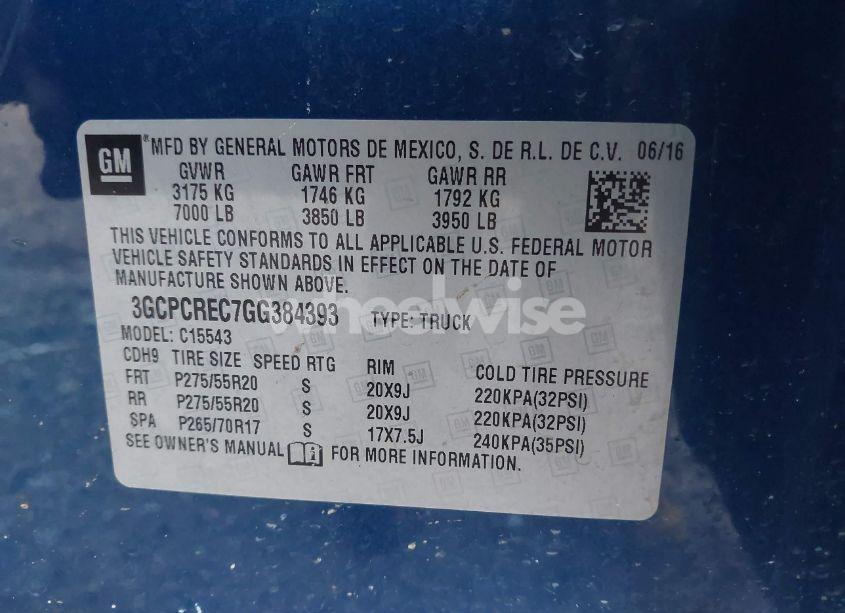 GM ® MFD BY GENERAL MOTORS DE MEXICO, S. DE R.L. DE C.V. 06/16
GVWR GAWR FRT GAWR RR
3175 KG 1746 KG 1792 KG
7000 LB 3850 LB 3950 LB
THIS VEHICLE CONFORMS TO ALL APPLICABLE U.S. FEDERAL MOTOR
VEHICLE SAFETY STANDARDS IN EFFECT ON THE DATE OF
MANUFACTURE SHOWN ABOVE.
3GCPCREC7GG384393 TYPE: TRUCK
wheelwise
MODEL: C15543
CDH9 TIRE SIZE SPEED RTG RIM COLD TIRE PRESSURE
FRT P275/55R20 S 20X9J 220KPA(32PSI)
RR P275/55R20 S 20X9J 220KPA(32PSI)
SPA P265/70R17 S 17X7.5J 240KPA(35PSI)
SEE OWNER'S MANUAL FOR MORE INFORMATION.